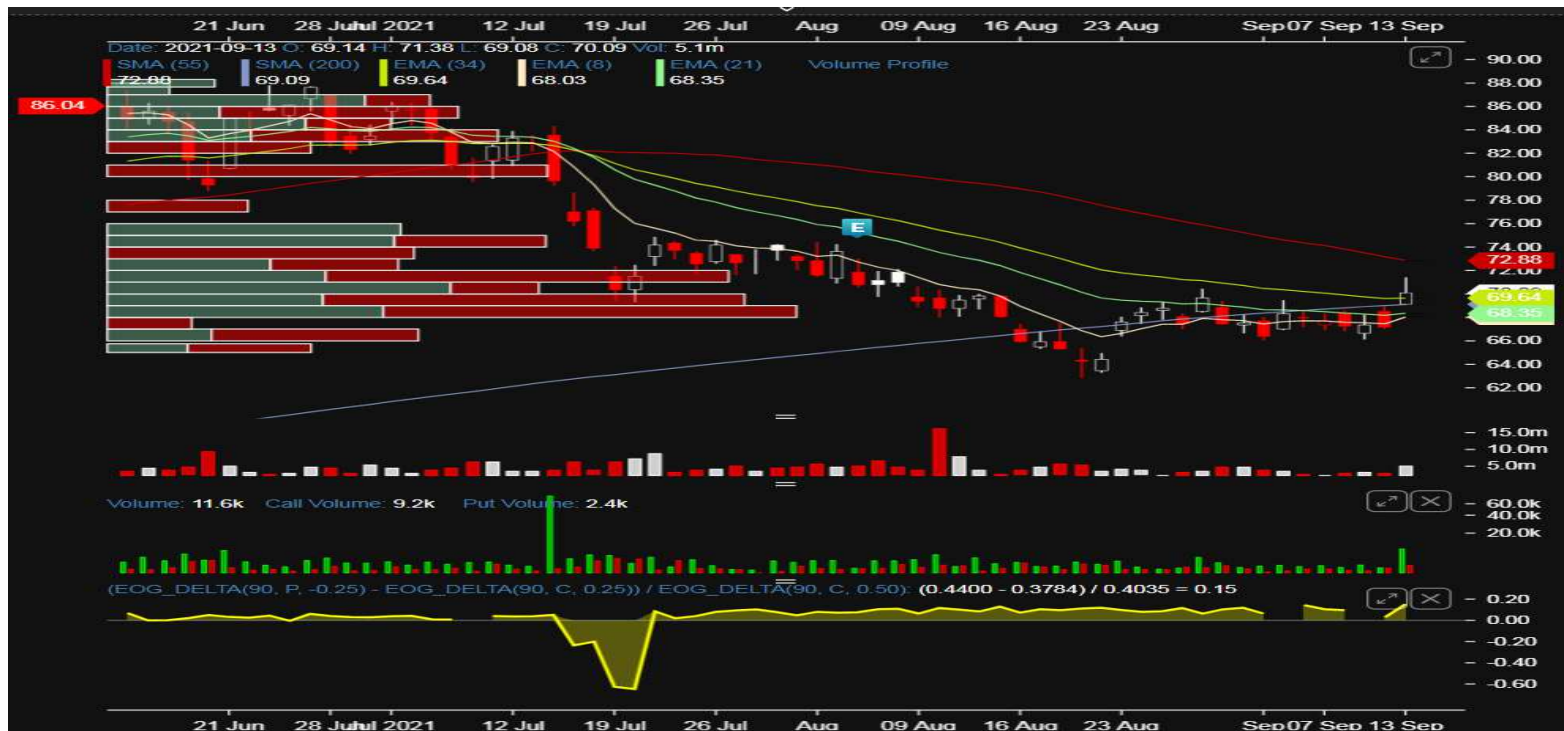 21 Jun 28 Jun Jul 2021 12 Jul 19 Jul 26 Jul Aug 09 Aug 16 Aug 23 Aug Sep 07 Sep 13 Sep
Date: 2021-09-13 O: 69.14 H: 71.38 L: 69.08 C: 70.09 Vol: 5.1m
SMA (55) SMA (200) EMA (34) EMA (8) EMA (21) Volume Profile
72.88 69.09 69.64 68.03 68.35
90.00
88.00
86.04
86.00
84.00
82.00
80.00
78.00
76.00
E
74.00
72.88
72.00
69.64
68.35
66.00
64.00
62.00
15.0m
10.0m
5.0m
Volume: 11.6k Call Volume: 9.2k Put Volume: 2.4k
60.0k
40.0k
20.0k
(EOG_DELTA(90, P, -0.25) - EOG_DELTA(90, C, 0.25)) / EOG_DELTA(90, C, 0.50): (0.4400 - 0.3784) / 0.4035 = 0.15
0.20
0.00
-0.20
-0.40
-0.60
21 Jun 28 Jun Jul 2021 12 Jul 19 Jul 26 Jul Aug 09 Aug 16 Aug 23 Aug Sep 07 Sep 13 Sep